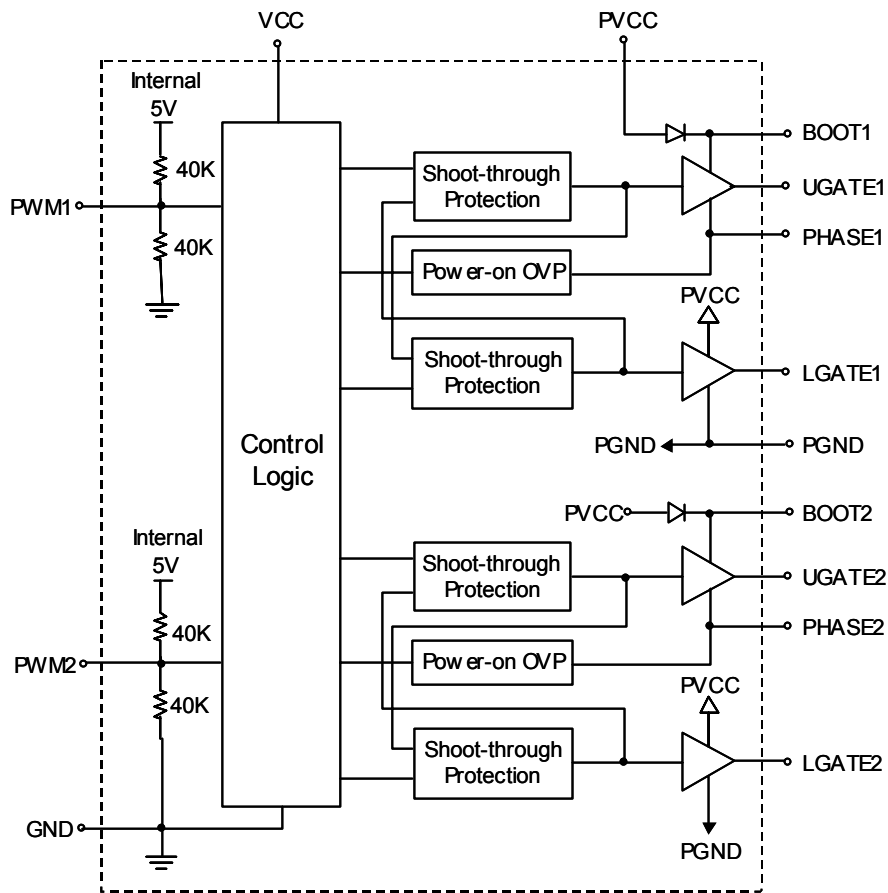 VCC
PVCC
Internal
5V
40K
PWM1
40K
Shoot-through
Protection
BOOT1
UGATE1
PHASE1
Power-on OVP
PVCC
Shoot-through
Protection
LGATE1
PGND
PGND
Control
Logic
Internal
5V
40K
PWM2
40K
GND
PVCC
BOOT2
Shoot-through
Protection
UGATE2
PHASE2
Power-on OVP
PVCC
Shoot-through
Protection
LGATE2
PGND